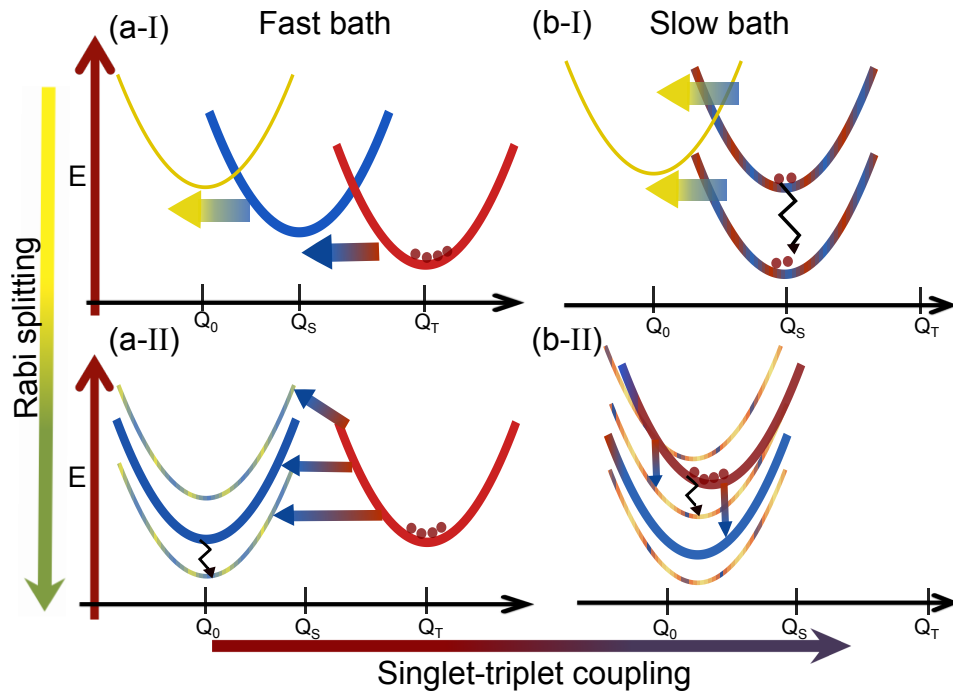 (a-I) Fast bath (b-I) Slow bath
E
Q0 QS QT Q0 QS QT
Rabi splitting
(a-II) (b-II)
E
Q0 QS QT Q0 QS QT
Singlet-triplet coupling